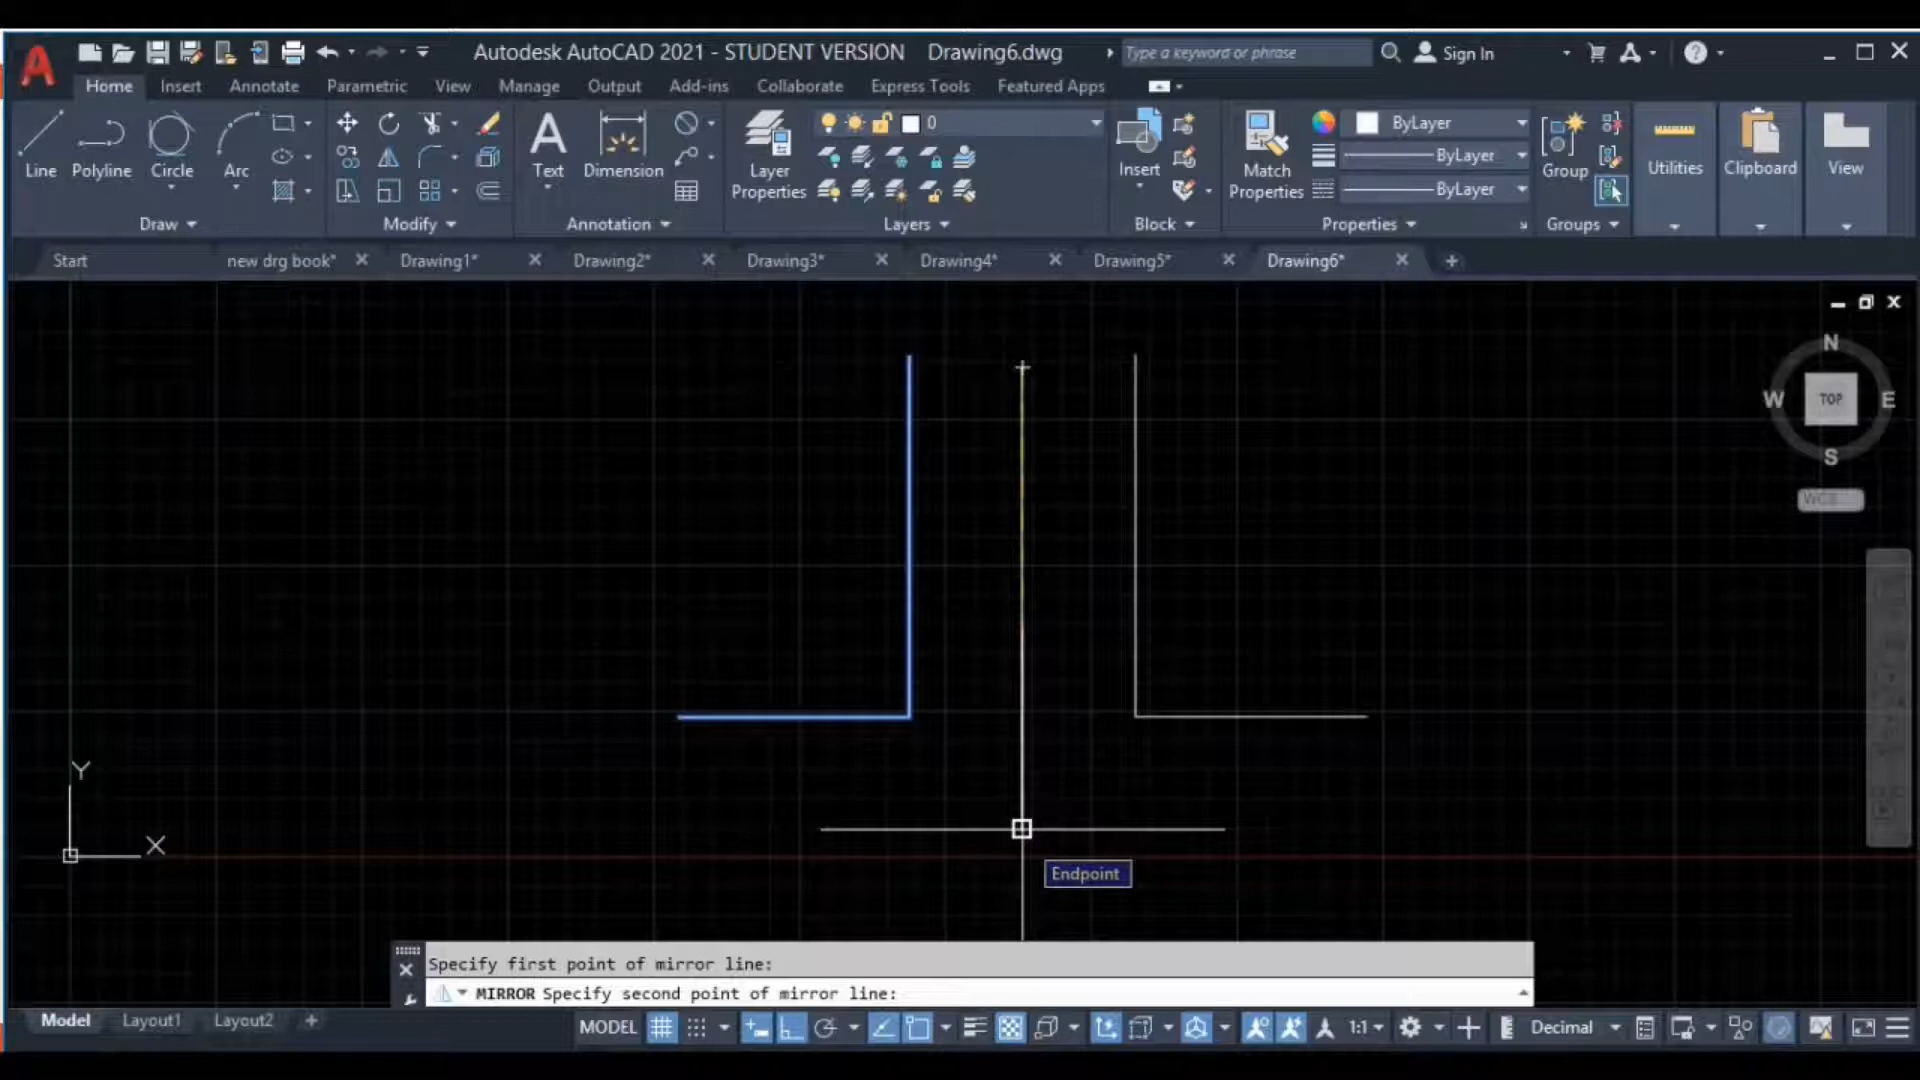 Autodesk AutoCAD 2021 - STUDENT VERSION Drawing6.dwg Type a keyword or phrase Sign In
Home Insert Annotate Parametric View Manage Output Add-ins Collaborate Express Tools Featured Apps
Line Polyline Circle Arc Text Dimension Layer Properties 0 Insert Match Properties ByLayer Group Utilities Clipboard View
ByLayer
ByLayer
Draw Modify Annotation Layers Block Properties Groups
Start new drg book* Drawing1* Drawing2* Drawing3* Drawing4* Drawing5* Drawing6*
N
W TOP E
S
WCS
Y
X
Endpoint
Specify first point of mirror line:
MIRROR Specify second point of mirror line:
Model Layout1 Layout2 MODEL 1:1 Decimal